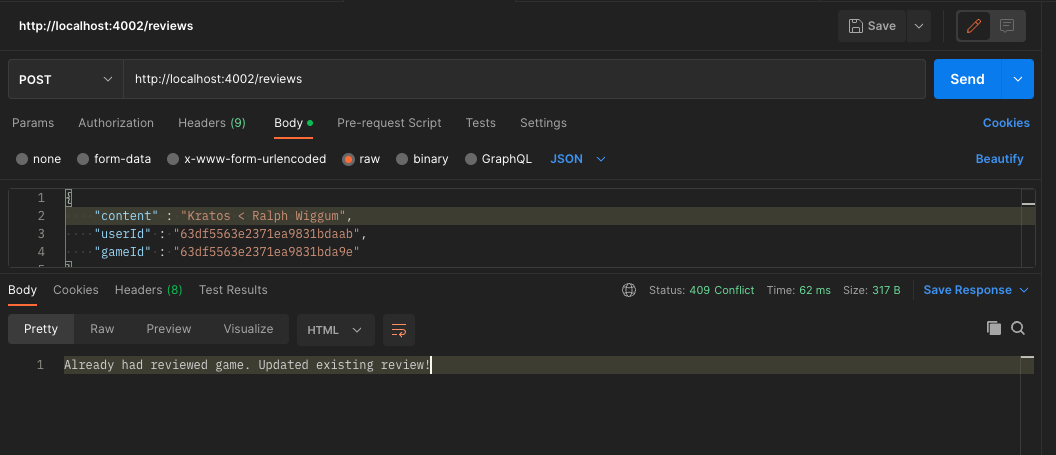 http://localhost:4002/reviews Save
POST http://localhost:4002/reviews Send
Params Authorization Headers (9) Body Pre-request Script Tests Settings Cookies
none form-data x-www-form-urlencoded raw binary GraphQL JSON Beautify
1 {
2 "content" : "Kratos < Ralph Wiggum",
3 "userId" : "63df5563e2371ea9831bdaab",
4 "gameId" : "63df5563e2371ea9831bda9e"
5 }
Body Cookies Headers (8) Test Results Status: 409 Conflict Time: 62 ms Size: 317 B Save Response
Pretty Raw Preview Visualize HTML
1 Already had reviewed game. Updated existing review!